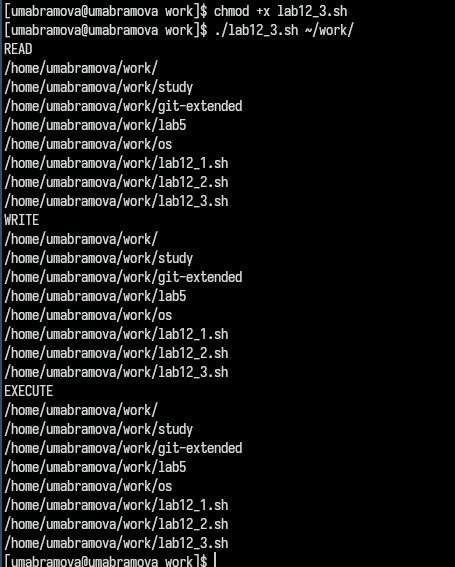 [umabramova@umabramova work]$ chmod +x lab12_3.sh
[umabramova@umabramova work]$ ./lab12_3.sh ~/work/
READ
/home/umabramova/work/
/home/umabramova/work/study
/home/umabramova/work/git-extended
/home/umabramova/work/lab5
/home/umabramova/work/os
/home/umabramova/work/lab12_1.sh
/home/umabramova/work/lab12_2.sh
/home/umabramova/work/lab12_3.sh
WRITE
/home/umabramova/work/
/home/umabramova/work/study
/home/umabramova/work/git-extended
/home/umabramova/work/lab5
/home/umabramova/work/os
/home/umabramova/work/lab12_1.sh
/home/umabramova/work/lab12_2.sh
/home/umabramova/work/lab12_3.sh
EXECUTE
/home/umabramova/work/
/home/umabramova/work/study
/home/umabramova/work/git-extended
/home/umabramova/work/lab5
/home/umabramova/work/os
/home/umabramova/work/lab12_1.sh
/home/umabramova/work/lab12_2.sh
/home/umabramova/work/lab12_3.sh
[umabramova@umabramova work]$